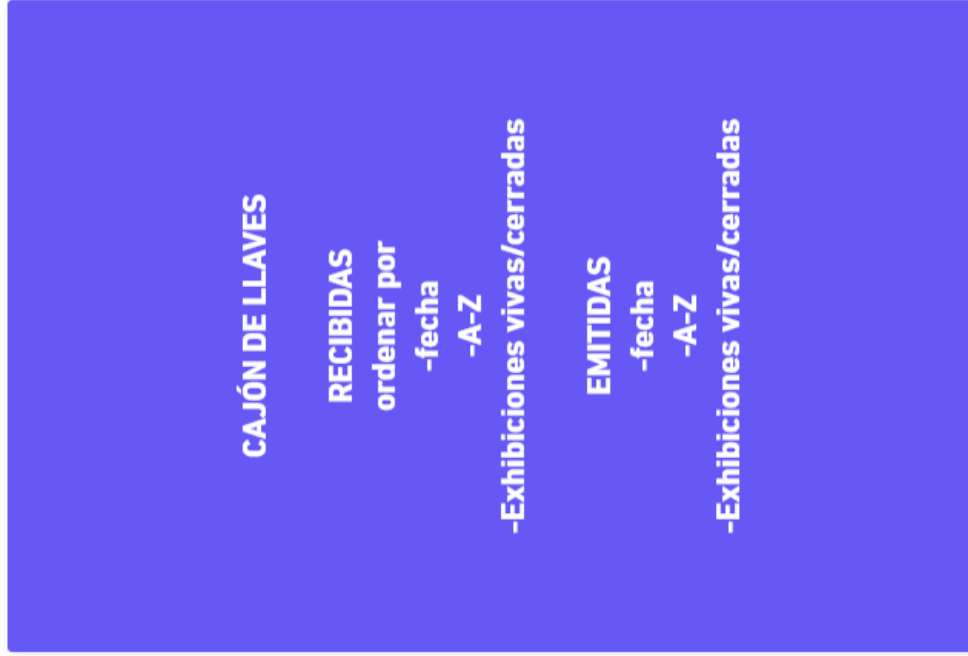 CAJÓN DE LLAVES
RECIBIDAS
ordenar por
-fecha
-A-Z
-Exhibiciones vivas/cerradas
EMITIDAS
-fecha
-A-Z
-Exhibiciones vivas/cerradas